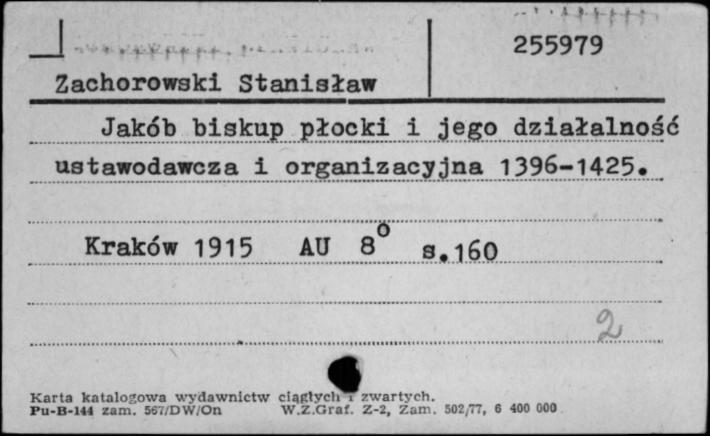 255979
Zachorowski Stanisław
Jakób biskup płocki i jego działalność
ustawodawcza i organizacyjna 1396-1425.
Kraków 1915 AU 8° s.160
2
Karta katalogowa wydawnictw ciągłych i zwartych.
Pu-B-144 zam. 567/DW/On W.Z.Graf. Z-2, Zam. 502/77, 6 400 000